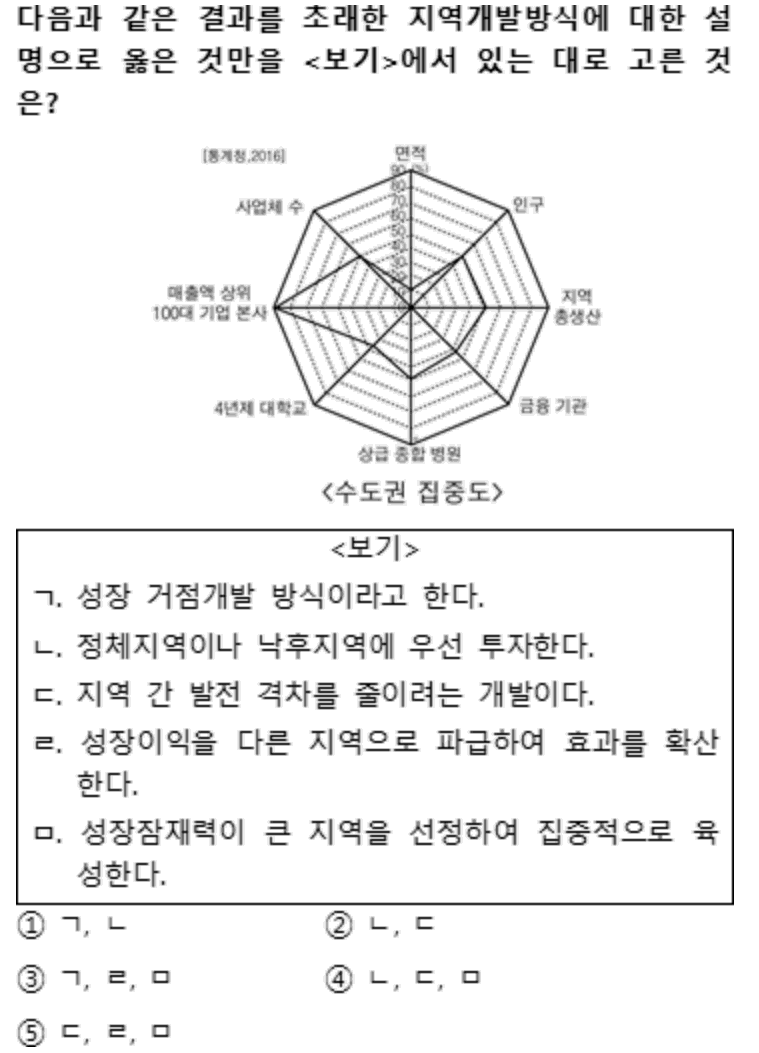 다음과 같은 결과를 초래한 지역개발방식에 대한 설
명으로 옳은 것만을 <보기>에서 있는 대로 고른 것
은?
[통계청,2016]
면적
90 (%)
80
70
60
50
40
30
사업체 수
인구
매출액 상위
100대 기업 본사
지역
총생산
4년제 대학교
금융 기관
상급 종합 병원
<수도권 집중도>
<보기>
ㄱ. 성장 거점개발 방식이라고 한다.
ㄴ. 정체지역이나 낙후지역에 우선 투자한다.
ㄷ. 지역 간 발전 격차를 줄이려는 개발이다.
ㄹ. 성장이익을 다른 지역으로 파급하여 효과를 확산
한다.
ㅁ. 성장잠재력이 큰 지역을 선정하여 집중적으로 육
성한다.
① ㄱ, ㄴ ② ㄴ, ㄷ
③ ㄱ, ㄹ, ㅁ ④ ㄴ, ㄷ, ㅁ
⑤ ㄷ, ㄹ, ㅁ